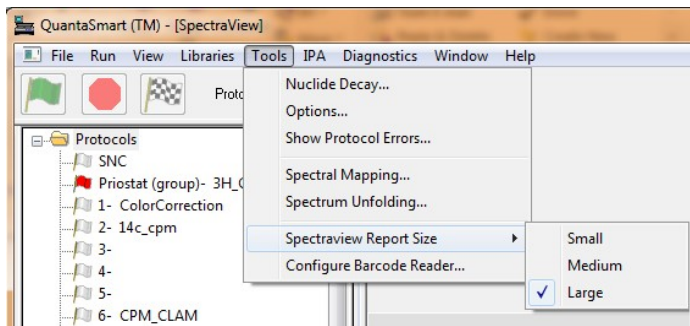 QuantaSmart (TM) - [SpectraView]
File Run View Libraries Tools IPA Diagnostics Window Help
Nuclide Decay...
Options...
Show Protocol Errors...
Spectral Mapping...
Spectrum Unfolding...
Spectraview Report Size
Configure Barcode Reader...
Small
Medium
Large
Protocols
SNC
Priostat (group)- 3H_
1- ColorCorrection
2- 14c_cpm
3-
4-
5-
6- CPM_CLAM